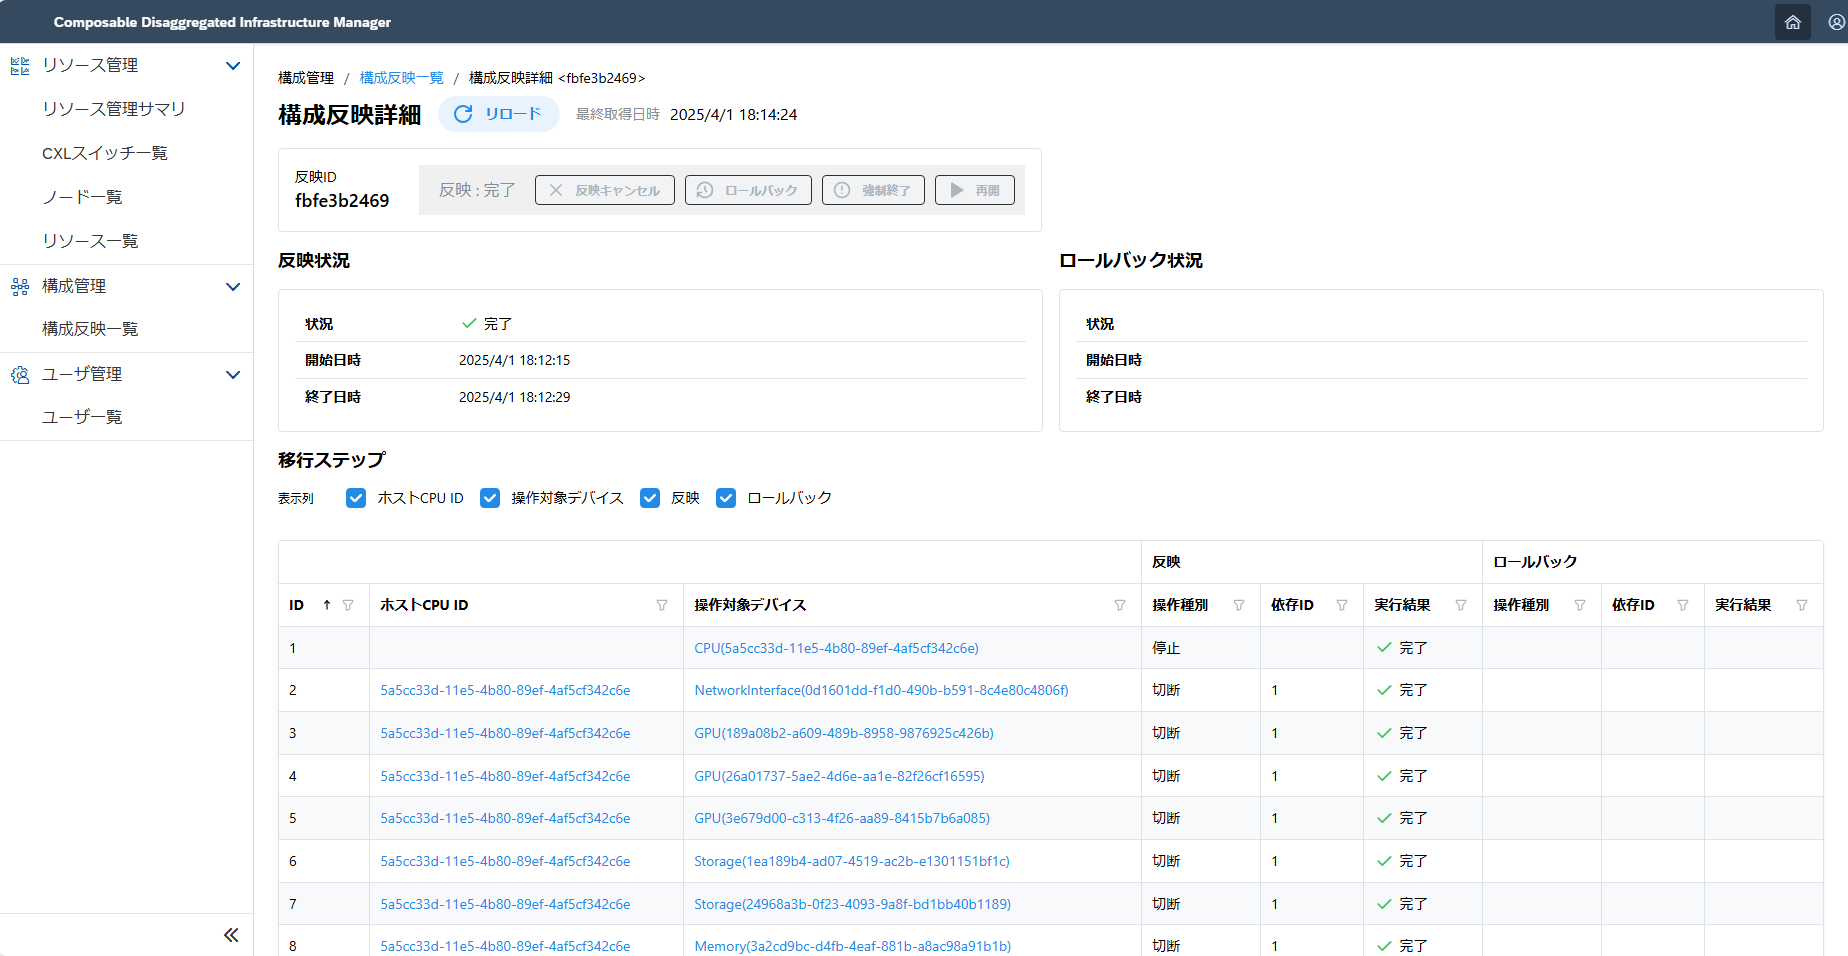 Composable Disaggregated Infrastructure Manager
リソース管理
リソース管理サマリ
CXLスイッチ一覧
ノード一覧
リソース一覧
構成管理
構成反映一覧
ユーザ管理
ユーザ一覧
構成管理 / 構成反映一覧 / 構成反映詳細 <fbfe3b2469>
構成反映詳細 リロード 最終取得日時 2025/4/1 18:14:24
反映ID
fbfe3b2469
反映 : 完了 反映キャンセル ロールバック 強制終了 再開
反映状況
状況 完了
開始日時 2025/4/1 18:12:15
終了日時 2025/4/1 18:12:29
ロールバック状況
状況
開始日時
終了日時
移行ステップ
表示列 ホストCPU ID 操作対象デバイス 反映 ロールバック
反映 ロールバック
ID ホストCPU ID 操作対象デバイス 操作種別 依存ID 実行結果 操作種別 依存ID 実行結果
1 CPU(5a5cc33d-11e5-4b80-89ef-4af5cf342c6e) 停止 完了
2 5a5cc33d-11e5-4b80-89ef-4af5cf342c6e NetworkInterface(0d1601dd-f1d0-490b-b591-8c4e80c4806f) 切断 1 完了
3 5a5cc33d-11e5-4b80-89ef-4af5cf342c6e GPU(189a08b2-a609-489b-8958-9876925c426b) 切断 1 完了
4 5a5cc33d-11e5-4b80-89ef-4af5cf342c6e GPU(26a01737-5ae2-4d6e-aa1e-82f26cf16595) 切断 1 完了
5 5a5cc33d-11e5-4b80-89ef-4af5cf342c6e GPU(3e679d00-c313-4f26-aa89-8415b7b6a085) 切断 1 完了
6 5a5cc33d-11e5-4b80-89ef-4af5cf342c6e Storage(1ea189b4-ad07-4519-ac2b-e1301151bf1c) 切断 1 完了
7 5a5cc33d-11e5-4b80-89ef-4af5cf342c6e Storage(24968a3b-0f23-4093-9a8f-bd1bb40b1189) 切断 1 完了
8 5a5cc33d-11e5-4b80-89ef-4af5cf342c6e Memory(3a2cd9bc-d4fb-4eaf-881b-a8ac98a91b1b) 切断 1 完了